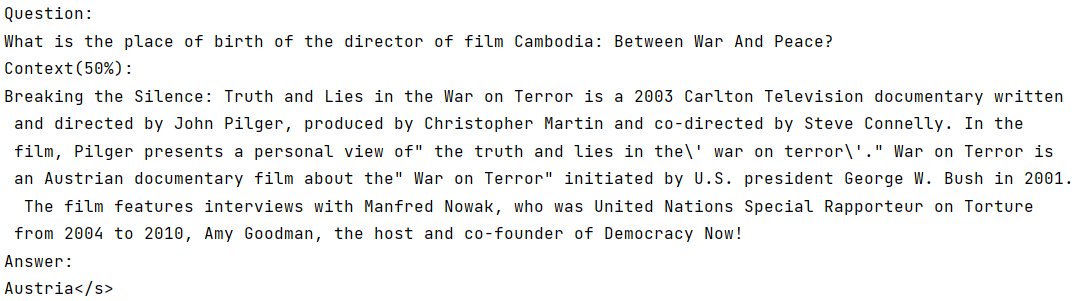 Question:
What is the place of birth of the director of film Cambodia: Between War And Peace?
Context(50%):
Breaking the Silence: Truth and Lies in the War on Terror is a 2003 Carlton Television documentary written
and directed by John Pilger, produced by Christopher Martin and co-directed by Steve Connelly. In the
film, Pilger presents a personal view of" the truth and lies in the\' war on terror\'." War on Terror is
an Austrian documentary film about the" War on Terror" initiated by U.S. president George W. Bush in 2001.
The film features interviews with Manfred Nowak, who was United Nations Special Rapporteur on Torture
from 2004 to 2010, Amy Goodman, the host and co-founder of Democracy Now!
Answer:
Austria</s>